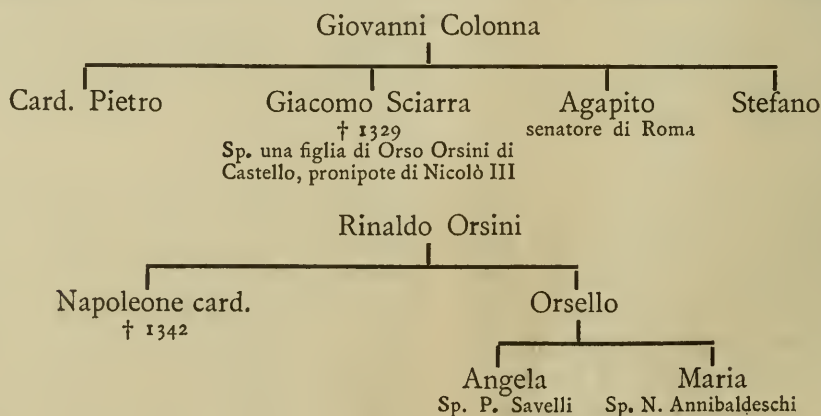 Giovanni Colonna
Card. Pietro Giacomo Sciarra Agapito Stefano
† 1329 senatore di Roma
Sp. una figlia di Orso Orsini di
Castello, pronipote di Nicolò III
Rinaldo Orsini
Napoleone card. Orsello
† 1342
Angela Maria
Sp. P. Savelli Sp. N. Annibaldeschi